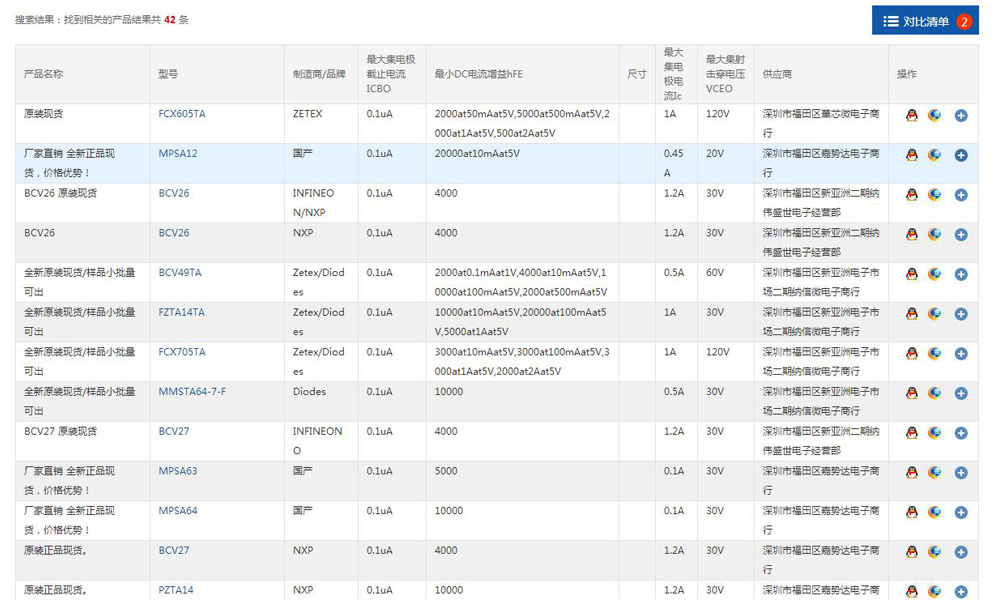 搜索结果：找到相关的产品结果共 42 条
对比清单 2
产品名称 型号 制造商/品牌 最大集电极截止电流ICBO 最小DC电流增益hFE 尺寸 最大集电极电流Ic 最大集射击穿电压VCEO 供应商 操作
原装现货 FCX605TA ZETEX 0.1uA 2000at50mAat5V,5000at500mAat5V,2 1A 120V 深圳市福田区華芯微电子商
000at1Aat5V,500at2Aat5V 行
厂家直销 全新正品现 MPSA12 国产 0.1uA 20000at10mAat5V 0.45 20V 深圳市福田区嘉势达电子商
货，价格优势！ A 行
BCV26 原装现货 BCV26 INFINEO 0.1uA 4000 1.2A 30V 深圳市福田区新亚洲二期纳
N/NXP 伟盛世电子经营部
BCV26 BCV26 NXP 0.1uA 4000 1.2A 30V 深圳市福田区新亚洲二期纳
伟盛世电子经营部
全新原装现货/样品小批量 BCV49TA Zetex/Diod 0.1uA 2000at0.1mAat1V,4000at10mAat5V,1 0.5A 60V 深圳市福田区新亚洲电子市
可出 es 0000at100mAat5V,2000at500mAat5V 场二期纳信微电子商行
全新原装现货/样品小批量 FZTA14TA Zetex/Diod 0.1uA 10000at10mAat5V,20000at100mAat5 1A 30V 深圳市福田区新亚洲电子市
可出 es V,5000at1Aat5V 场二期纳信微电子商行
全新原装现货/样品小批量 FCX705TA Zetex/Diod 0.1uA 3000at10mAat5V,3000at100mAat5V,3 1A 120V 深圳市福田区新亚洲电子市
可出 es 000at1Aat5V,2000at2Aat5V 场二期纳信微电子商行
全新原装现货/样品小批量 MMSTA64-7-F Diodes 0.1uA 10000 0.5A 30V 深圳市福田区新亚洲电子市
可出 场二期纳信微电子商行
BCV27 原装现货 BCV27 INFINEON 0.1uA 4000 1.2A 30V 深圳市福田区新亚洲二期纳
O 伟盛世电子经营部
厂家直销 全新正品现 MPSA63 国产 0.1uA 5000 0.1A 30V 深圳市福田区嘉势达电子商
货，价格优势！ 行
厂家直销 全新正品现 MPSA64 国产 0.1uA 10000 0.1A 30V 深圳市福田区嘉势达电子商
货，价格优势！ 行
原装正品现货。 BCV27 NXP 0.1uA 4000 1.2A 30V 深圳市福田区嘉势达电子商
行
原装正品现货。 PZTA14 NXP 0.1uA 10000 1.2A 30V 深圳市福田区嘉势达电子商